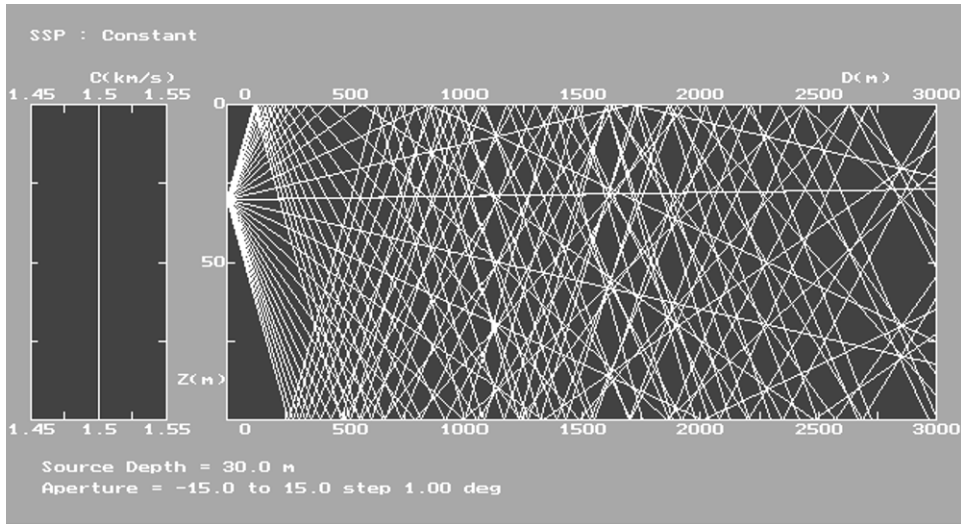 SSP : Constant
C(km/s) D(m)
1.45 1.5 1.55 0 0 500 1000 1500 2000 2500 3000
50
Z(m)
1.45 1.5 1.55 0 500 1000 1500 2000 2500 3000
Source Depth = 30.0 m
Aperture = -15.0 to 15.0 step 1.00 deg